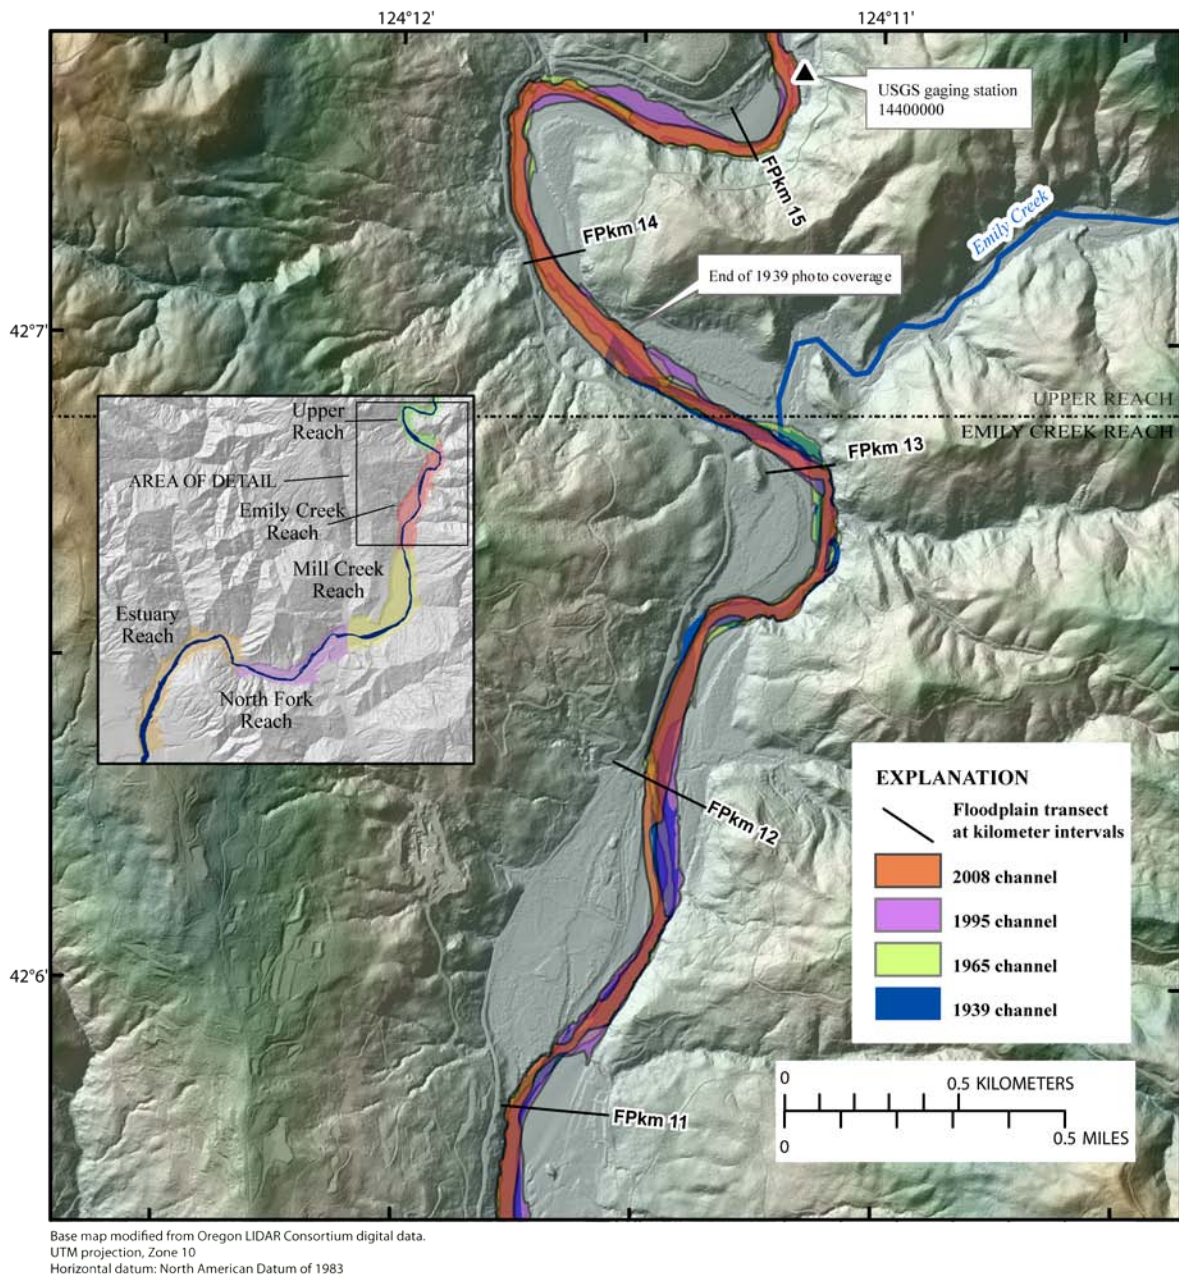 124°12'
124°11'
USGS gaging station
14400000
FPkm 15
Emily Creek
FPkm 14
End of 1939 photo coverage
42°7'
UPPER REACH
EMILY CREEK REACH
FPkm 13
Upper
Reach
AREA OF DETAIL
Emily Creek
Reach
Mill Creek
Reach
Estuary
Reach
North Fork
Reach
FPkm 12
EXPLANATION
Floodplain transect
at kilometer intervals
2008 channel
1995 channel
1965 channel
1939 channel
42°6'
0
0.5 KILOMETERS
0
0.5 MILES
FPkm 11
Base map modified from Oregon LIDAR Consortium digital data.
UTM projection, Zone 10
Horizontal datum: North American Datum of 1983